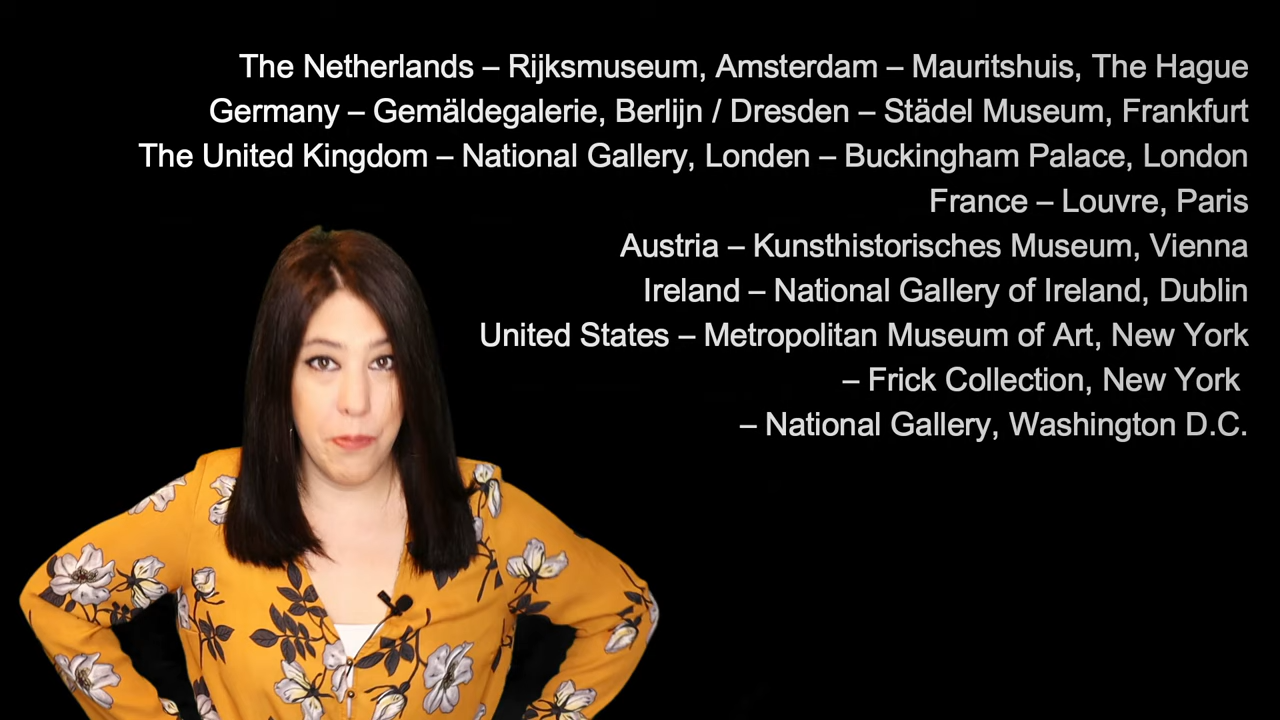 The Netherlands – Rijksmuseum, Amsterdam – Mauritshuis, The Hague
Germany – Gemäldegalerie, Berlijn / Dresden – Städel Museum, Frankfurt
The United Kingdom – National Gallery, Londen – Buckingham Palace, London
France – Louvre, Paris
Austria – Kunsthistorisches Museum, Vienna
Ireland – National Gallery of Ireland, Dublin
United States – Metropolitan Museum of Art, New York
– Frick Collection, New York
– National Gallery, Washington D.C.